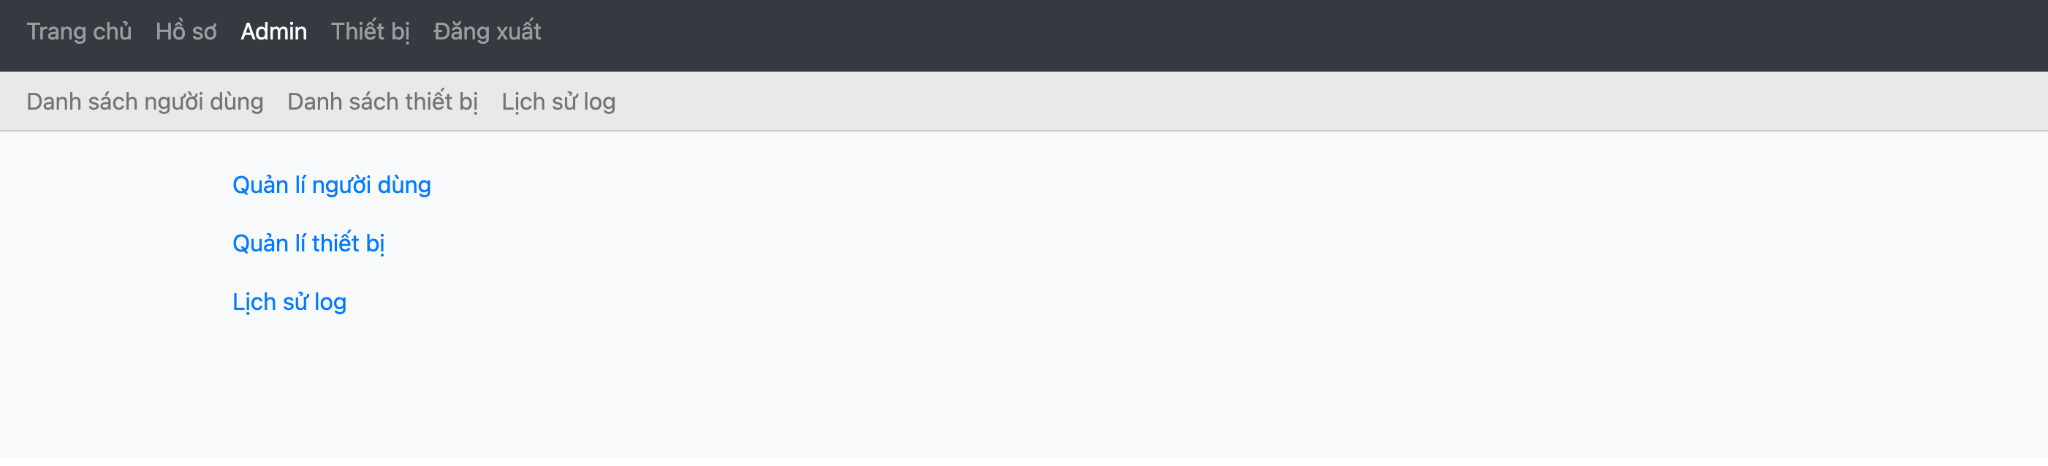 Trang chủ Hồ sơ Admin Thiết bị Đăng xuất
Danh sách người dùng Danh sách thiết bị Lịch sử log
Quản lí người dùng
Quản lí thiết bị
Lịch sử log